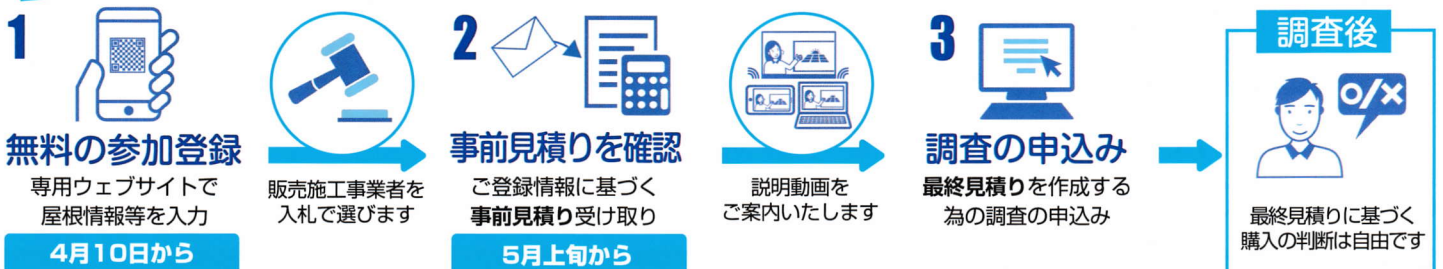 1
無料の参加登録
専用ウェブサイトで
屋根情報等を入力
4月10日から
販売施工事業者を
入札で選びます
2
事前見積りを確認
ご登録情報に基づく
事前見積り受け取り
5月上旬から
説明動画を
ご案内いたします
3
調査の申込み
最終見積りを作成する
為の調査の申込み
調査後
o/×
最終見積りに基づく
購入の判断は自由です